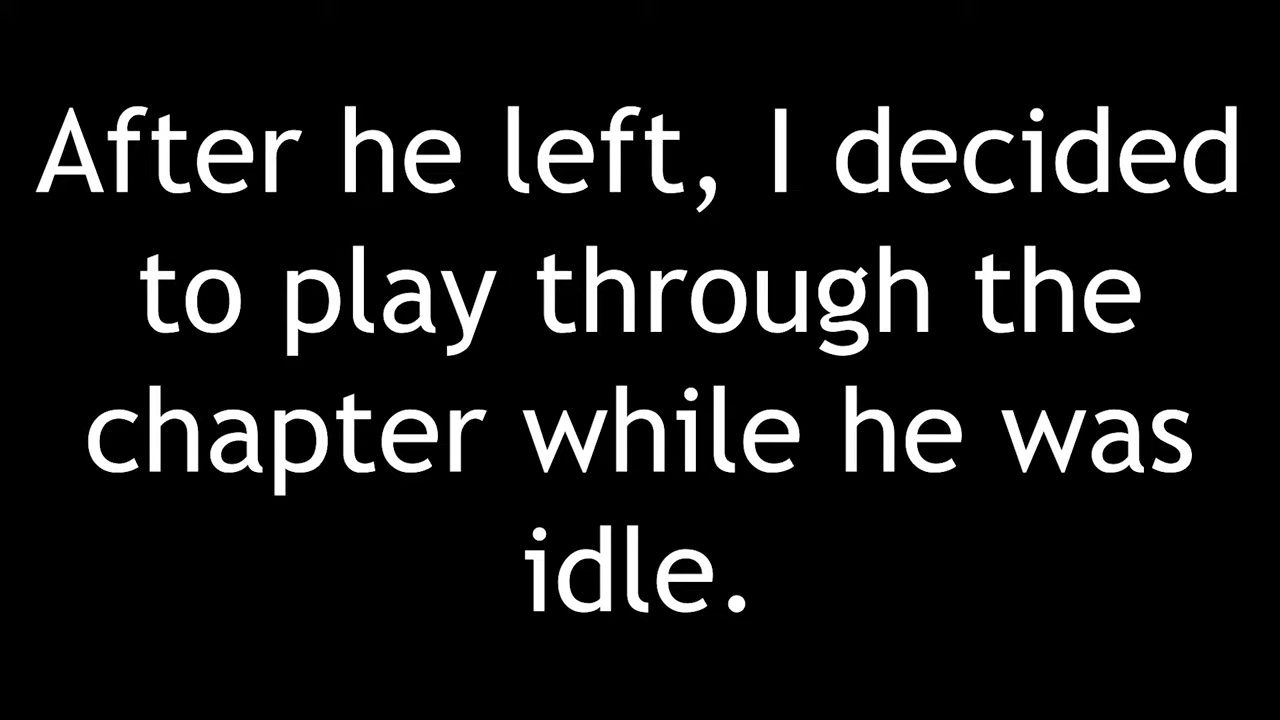 After he left, I decided
to play through the
chapter while he was
idle.